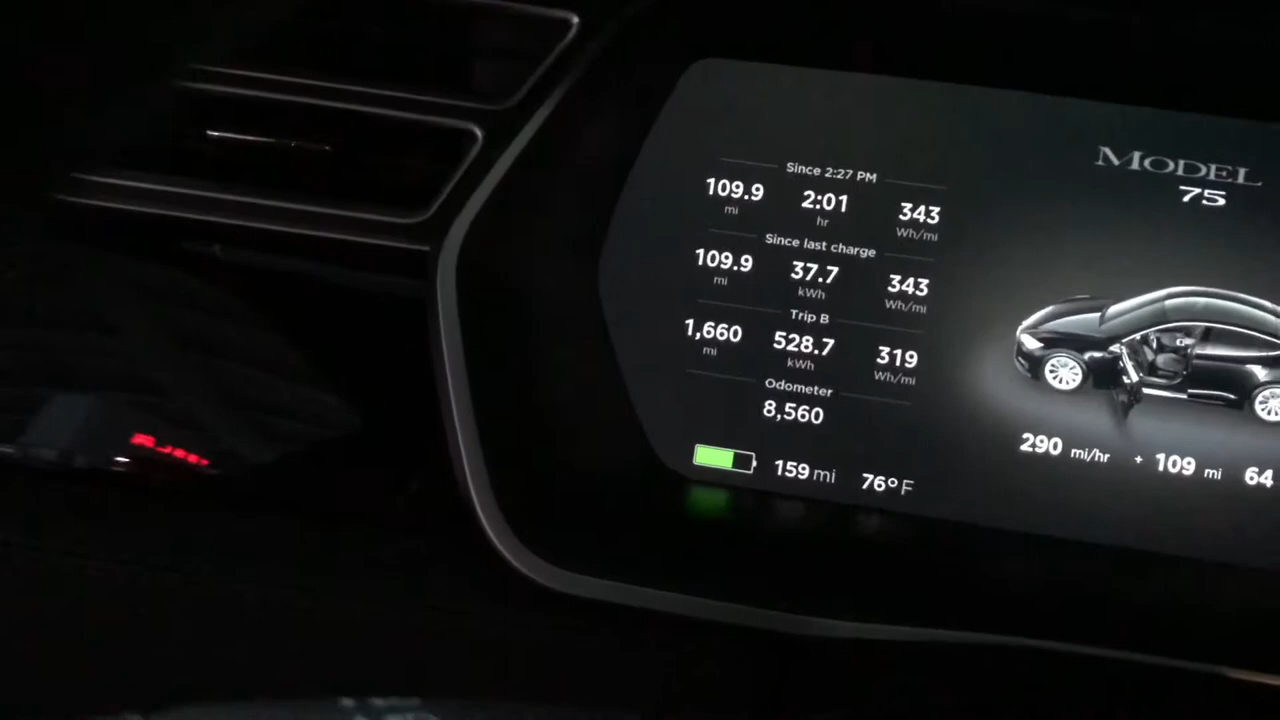 Since 2:27 PM
109.9 2:01 343
mi hr Wh/mi
Since last charge
109.9 37.7 343
mi kWh Wh/mi
Trip B
1,660 528.7 319
mi kWh Wh/mi
Odometer
8,560
159 mi 76°F
MODEL
75
290 mi/hr + 109 mi 64